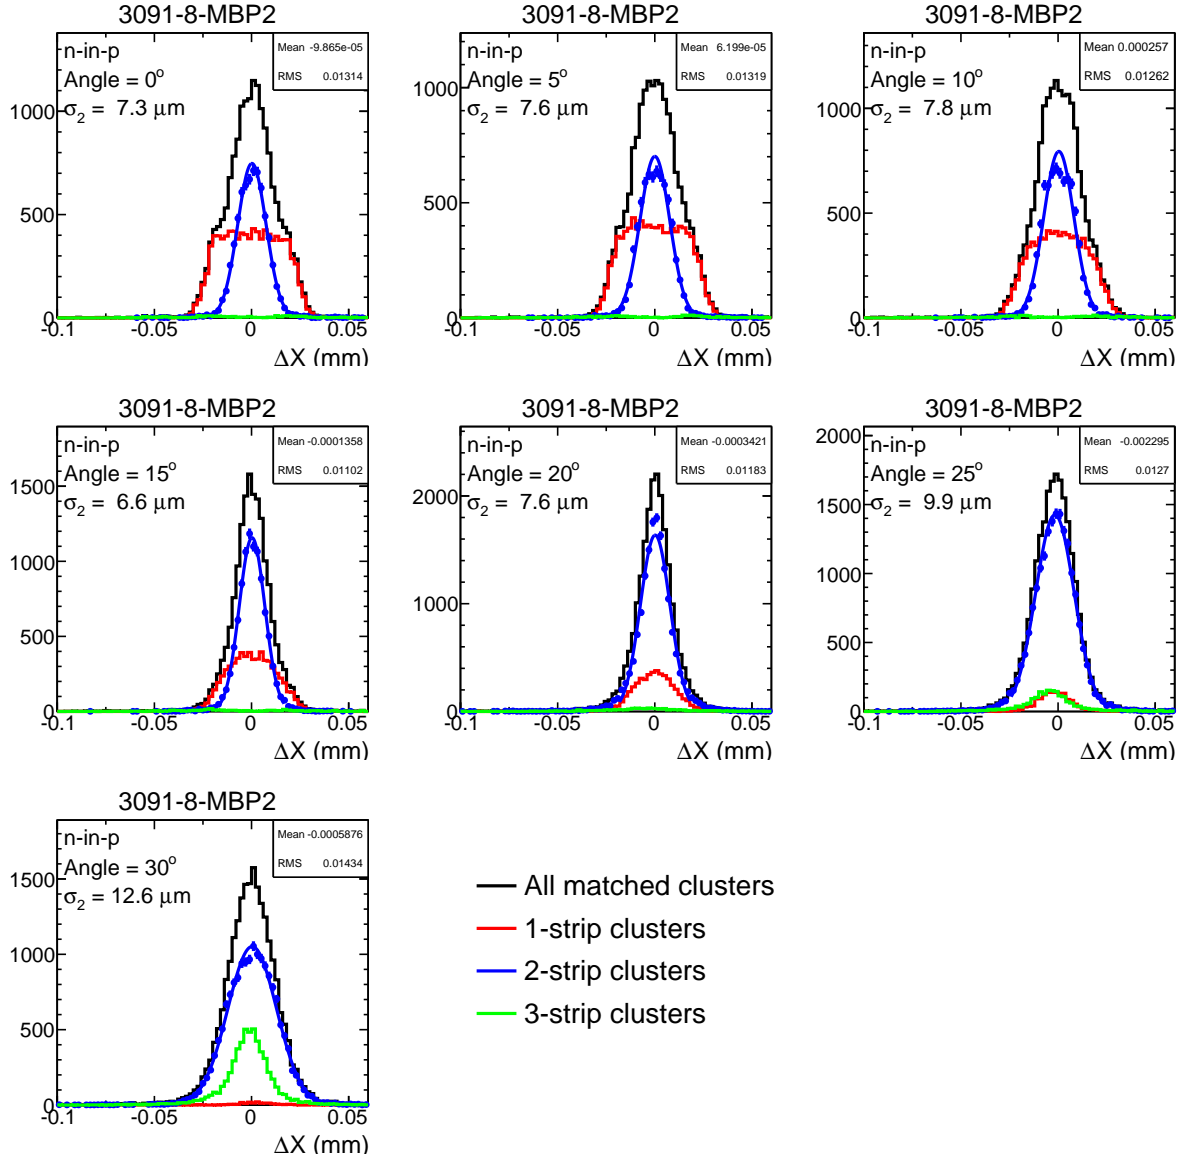 3091-8-MBP2
n-in-p
Angle = 0°
σ₂ = 7.3 μm
Mean -9.865e-05
RMS 0.01314
1000
500
0
-0.1 -0.05 0 0.05
ΔX (mm)
3091-8-MBP2
n-in-p
Angle = 5°
σ₂ = 7.6 μm
Mean 6.199e-05
RMS 0.01319
1000
500
0
-0.1 -0.05 0 0.05
ΔX (mm)
3091-8-MBP2
n-in-p
Angle = 10°
σ₂ = 7.8 μm
Mean 0.000257
RMS 0.01262
1000
500
0
-0.1 -0.05 0 0.05
ΔX (mm)
3091-8-MBP2
n-in-p
Angle = 15°
σ₂ = 6.6 μm
Mean -0.0001358
RMS 0.01102
1500
1000
500
0
-0.1 -0.05 0 0.05
ΔX (mm)
3091-8-MBP2
n-in-p
Angle = 20°
σ₂ = 7.6 μm
Mean -0.0003421
RMS 0.01183
2000
1000
0
-0.1 -0.05 0 0.05
ΔX (mm)
3091-8-MBP2
n-in-p
Angle = 25°
σ₂ = 9.9 μm
Mean -0.002295
RMS 0.0127
2000
1500
1000
500
0
-0.1 -0.05 0 0.05
ΔX (mm)
3091-8-MBP2
n-in-p
Angle = 30°
σ₂ = 12.6 μm
Mean -0.0005876
RMS 0.01434
1500
1000
500
0
-0.1 -0.05 0 0.05
ΔX (mm)
All matched clusters
1-strip clusters
2-strip clusters
3-strip clusters